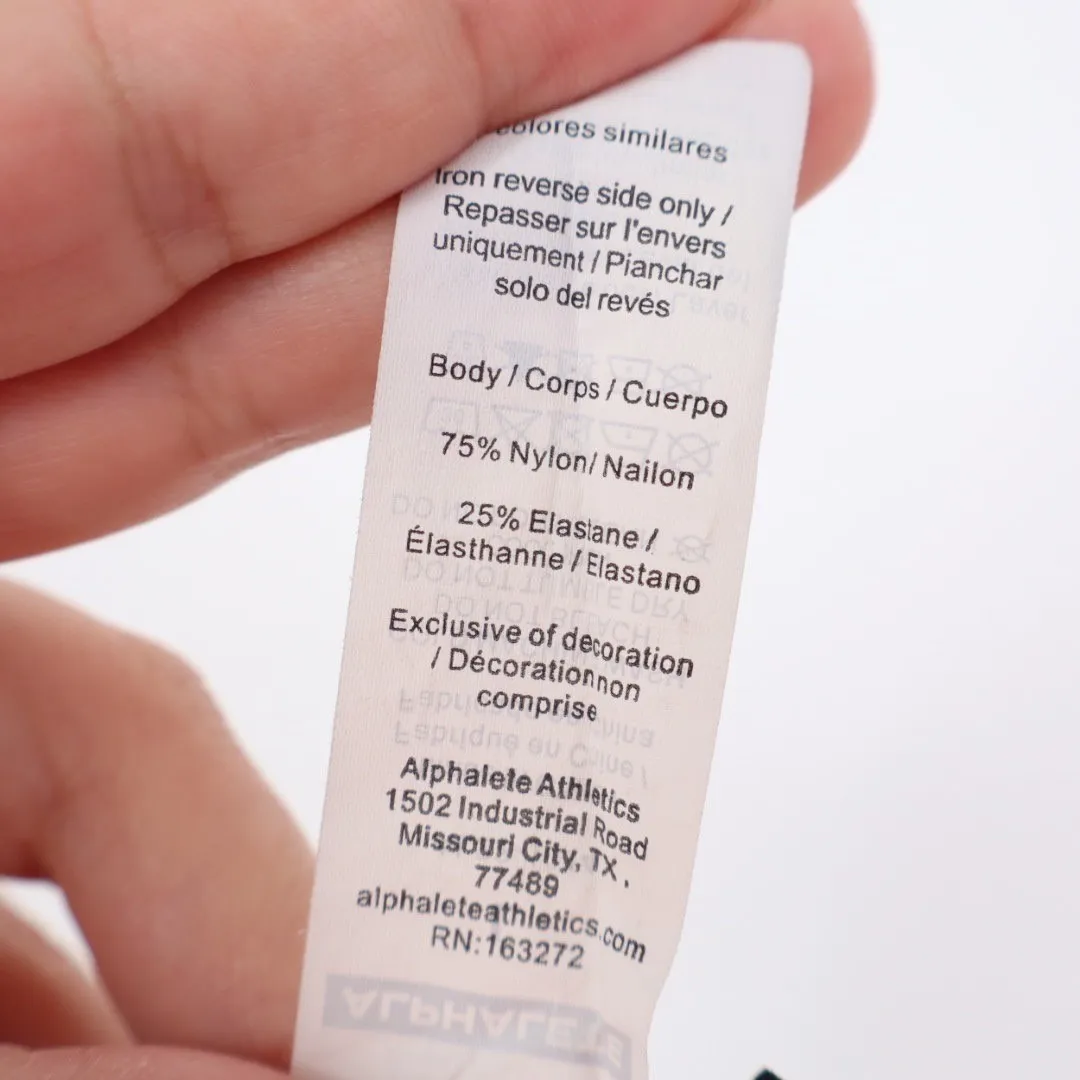 colores similares
Iron reverse side only /
Repasser sur l'envers
uniquement / Pianchar
solo del revés
Body / Corps / Cuerpo
75% Nylon/ Nailon
25% Elastane /
Élasthanne / Elastano
Exclusive of decoration
/ Décorationnon
comprise
Alphalete Athletics
1502 Industrial Road
Missouri City, Tx .
77489
alphaleteathletics.com
RN:163272
ALPHALETE